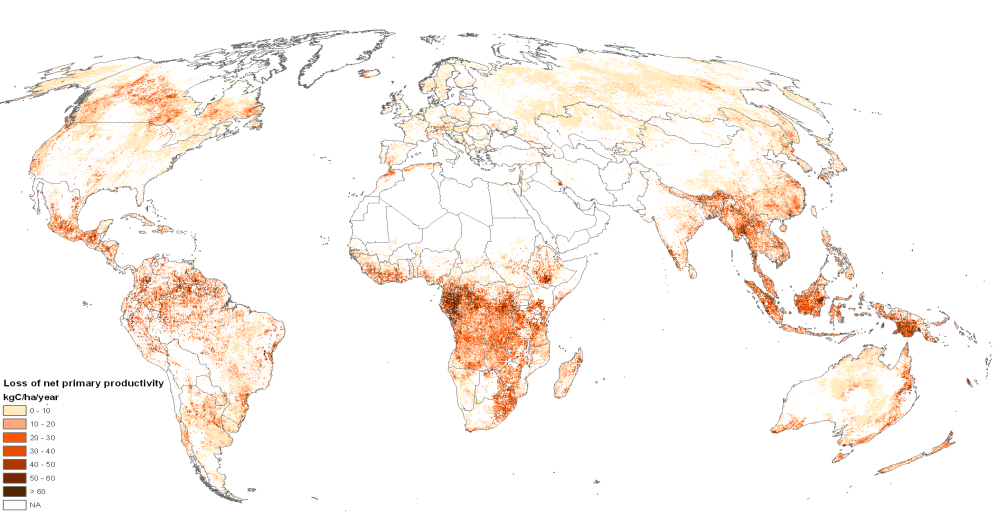 Loss of net primary productivity
kgC/ha/year
0 - 10
10 - 20
20 - 30
30 - 40
40 - 50
50 - 60
> 60
NA